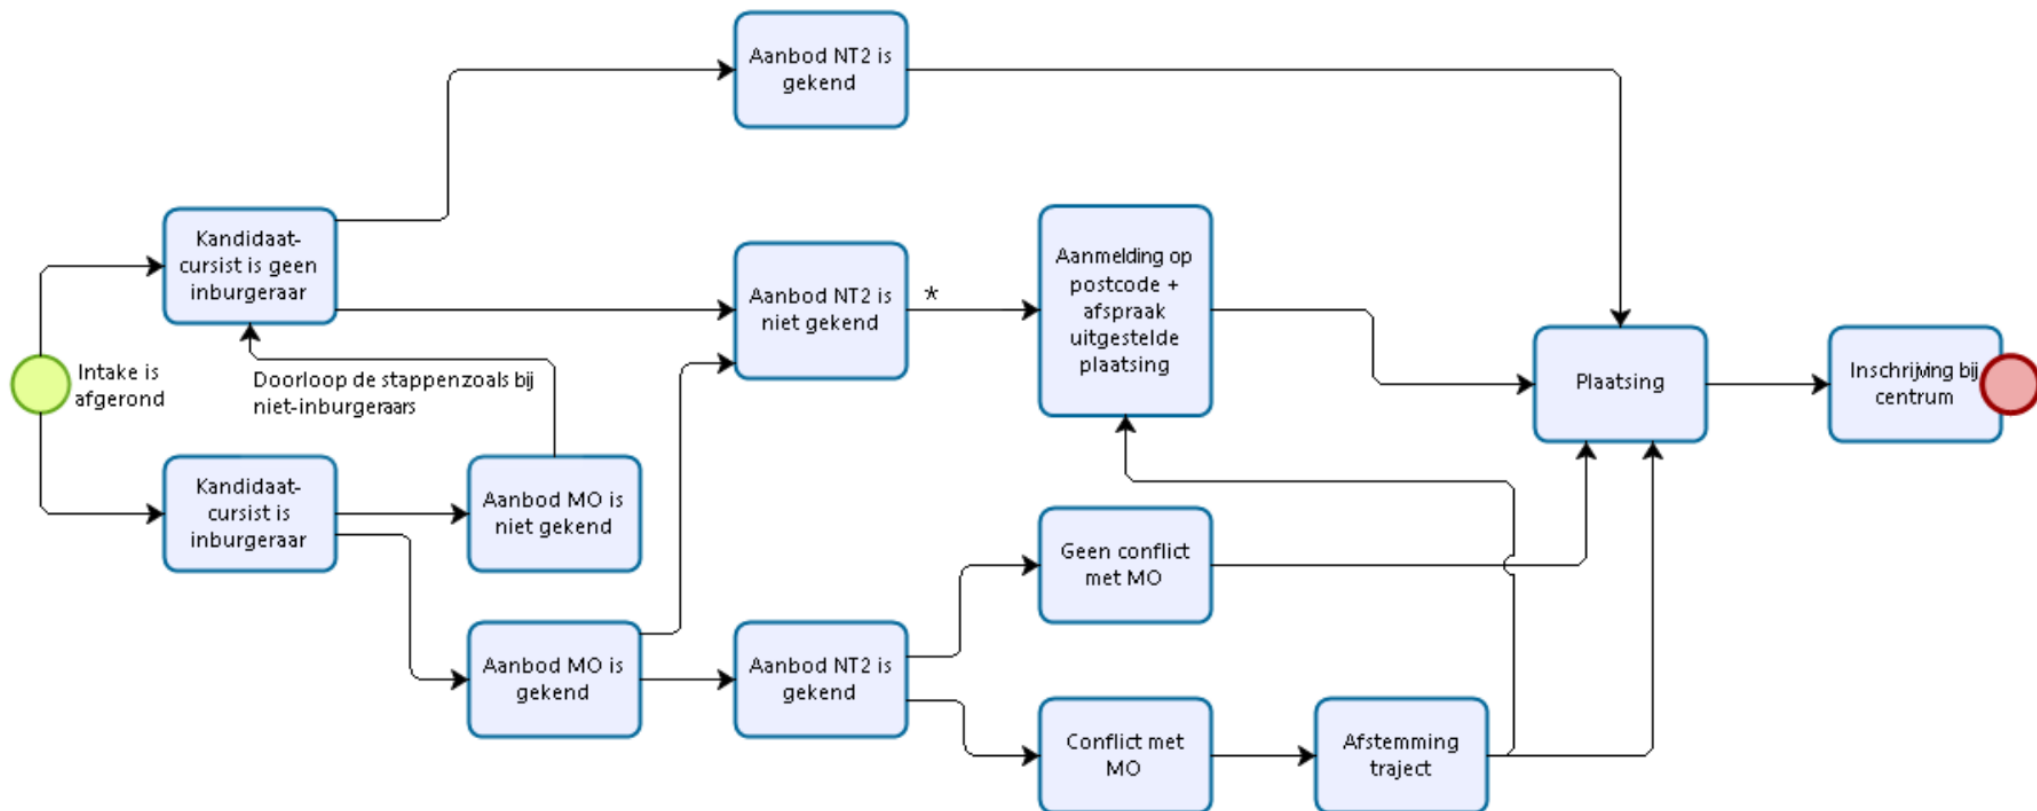 Aanbod NT2 is
gekend
Kandidaat-
cursist is geen
inburgeraar
Aanbod NT2 is
niet gekend
*
Aanmelding op
postcode +
afspraak
uitgestelde
plaatsing
Intake is
afgerond
Doorloop de stappenzoals bij
niet-inburgeraars
Plaatsing
Inschrijving bij
centrum
Kandidaat-
cursist is
inburgeraar
Aanbod MO is
niet gekend
Geen conflict
met MO
Aanbod MO is
gekend
Aanbod NT2 is
gekend
Conflict met
MO
Afstemming
traject